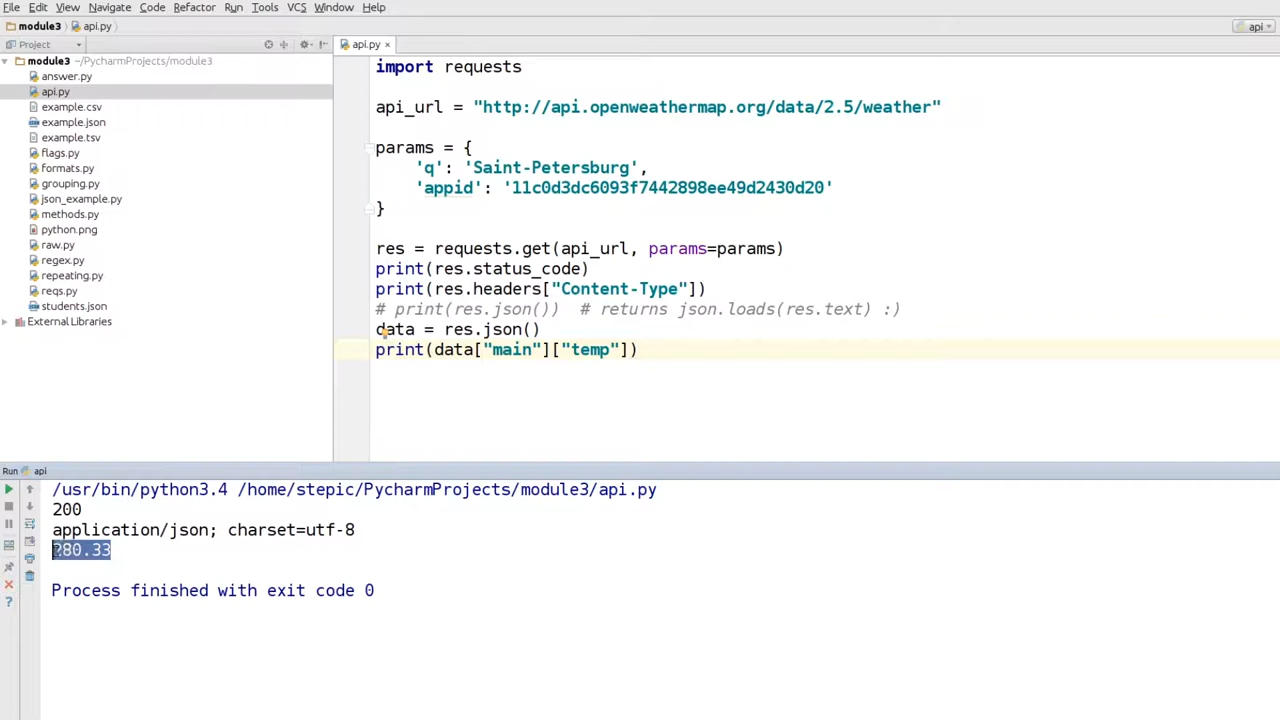 File Edit View Navigate Code Refactor Run Tools VCS Window Help
module3 api.py api
Project api.py
module3 ~/PycharmProjects/module3
answer.py
api.py
example.csv
example.json
example.tsv
flags.py
formats.py
grouping.py
json_example.py
methods.py
python.png
raw.py
regex.py
repeating.py
reqs.py
students.json
External Libraries
import requests
api_url = "http://api.openweathermap.org/data/2.5/weather"
params = {
'q': 'Saint-Petersburg',
'appid': '11c0d3dc6093f7442898ee49d2430d20'
}
res = requests.get(api_url, params=params)
print(res.status_code)
print(res.headers["Content-Type"])
# print(res.json()) # returns json.loads(res.text) :)
data = res.json()
print(data["main"]["temp"])
Run api
/usr/bin/python3.4 /home/stepic/PycharmProjects/module3/api.py
200
application/json; charset=utf-8
280.33
Process finished with exit code 0